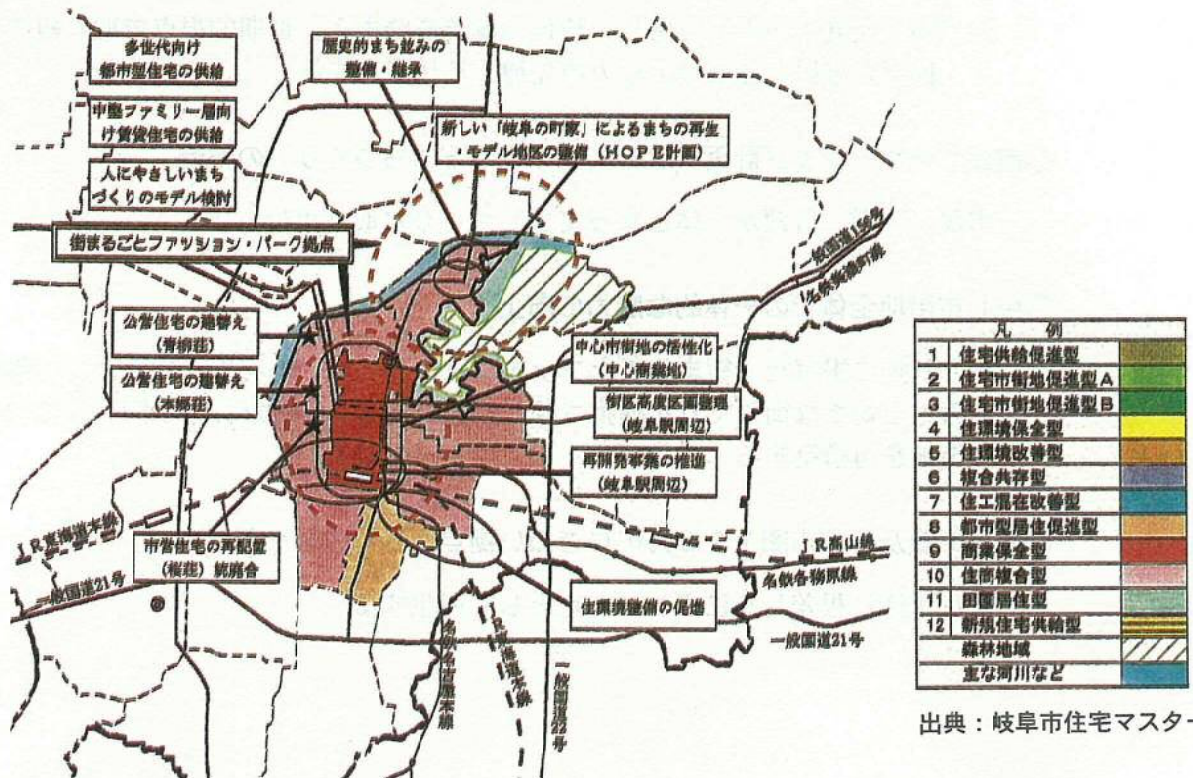 多世代向け
都市型住宅の供給
中堅ファミリー層向
け賃貸住宅の供給
人にやさしいまち
づくりのモデル検討
歴史的まち並みの
整備・継承
新しい「岐阜の町家」によるまちの再生
・モデル地区の整備（HOPE計画）
街まるごとファッション・パーク拠点
公営住宅の建替え
（青柳荘）
公営住宅の建替え
（本郷荘）
中心市街地の活性化
（中心商業地）
街区高度区画整理
（岐阜駅周辺）
再開発事業の推進
（岐阜駅周辺）
市営住宅の再配置
住環境整備の促進
一般国道156号
名鉄美濃町線
JR東海道本線
一般国道21号
JR高山線
名鉄各務原線
一般国道21号
名鉄名古屋本線
JR東海道本線
一般国道22号
凡 例
1 住宅供給促進型
2 住宅市街地促進型A
3 住宅市街地促進型B
4 住環境保全型
5 住環境改善型
6 複合共存型
7 住工混在改善型
8 都市型居住促進型
9 商業保全型
10 住商複合型
11 田園居住型
12 新規住宅供給型
森林地域
主な河川など
出典：岐阜市住宅マスター